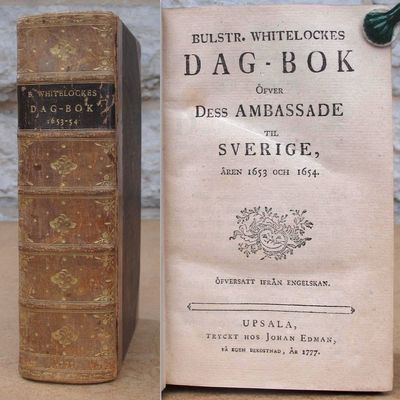 B. WHITELOCKES
DAG-BOK
1653-54
BULSTR. WHITELOCKES
DAG-BOK
ÖFVER
DESS AMBASSADE
TIL
SVERIGE,
ÅREN 1653 OCH 1654.
ÖFVERSATT IFRÅN ENGELSKAN.
UPSALA,
TRYCKT HOS JOHAN EDMAN,
PÅ EGEN BEKOSTNAD, ÅR 1777.